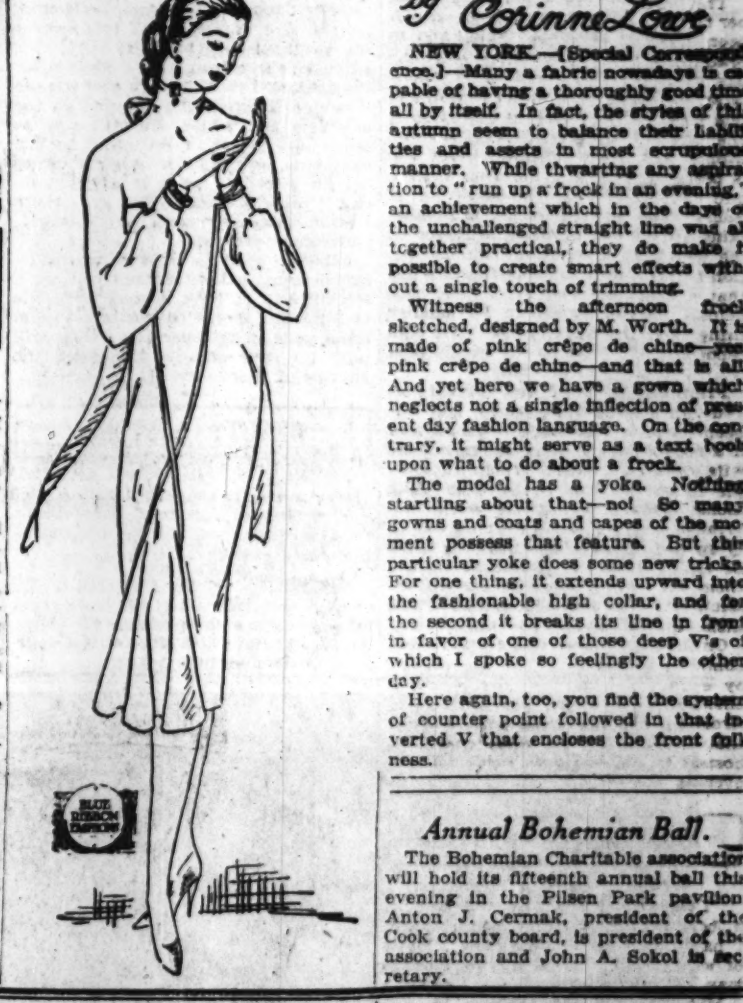 by Corinne Lowe
NEW YORK.—[Special Correspond
ence.]—Many a fabric nowadays is ca
pable of having a thoroughly good time
all by itself. In fact, the styles of this
autumn seem to balance their liabili
ties and assets in most scrupulous
manner. While thwarting any aspira
tion to "run up a frock in an evening,"
an achievement which in the days of
the unchallenged straight line was al
together practical, they do make it
possible to create smart effects with
out a single touch of trimming.
Witness the afternoon frock
sketched, designed by M. Worth. It is
made of pink crêpe de chine—yes
pink crêpe de chine—and that is all
And yet here we have a gown which
neglects not a single inflection of pres
ent day fashion language. On the con
trary, it might serve as a text book
upon what to do about a frock.
The model has a yoke. Nothing
startling about that—no! So many
gowns and coats and capes of the mo
ment possess that feature. But this
particular yoke does some new tricks.
For one thing, it extends upward into
the fashionable high collar, and for
the second it breaks its line in front
in favor of one of those deep V's of
which I spoke so feelingly the other
day.
Here again, too, you find the system
of counter point followed in that in
verted V that encloses the front full
ness.
BLUE
RIBBON
FASHIONS
Annual Bohemian Ball.
The Bohemian Charitable association
will hold its fifteenth annual ball this
evening in the Pilsen Park pavilion
Anton J. Cermak, president of the
Cook county board, is president of the
association and John A. Sokol is sec
retary.